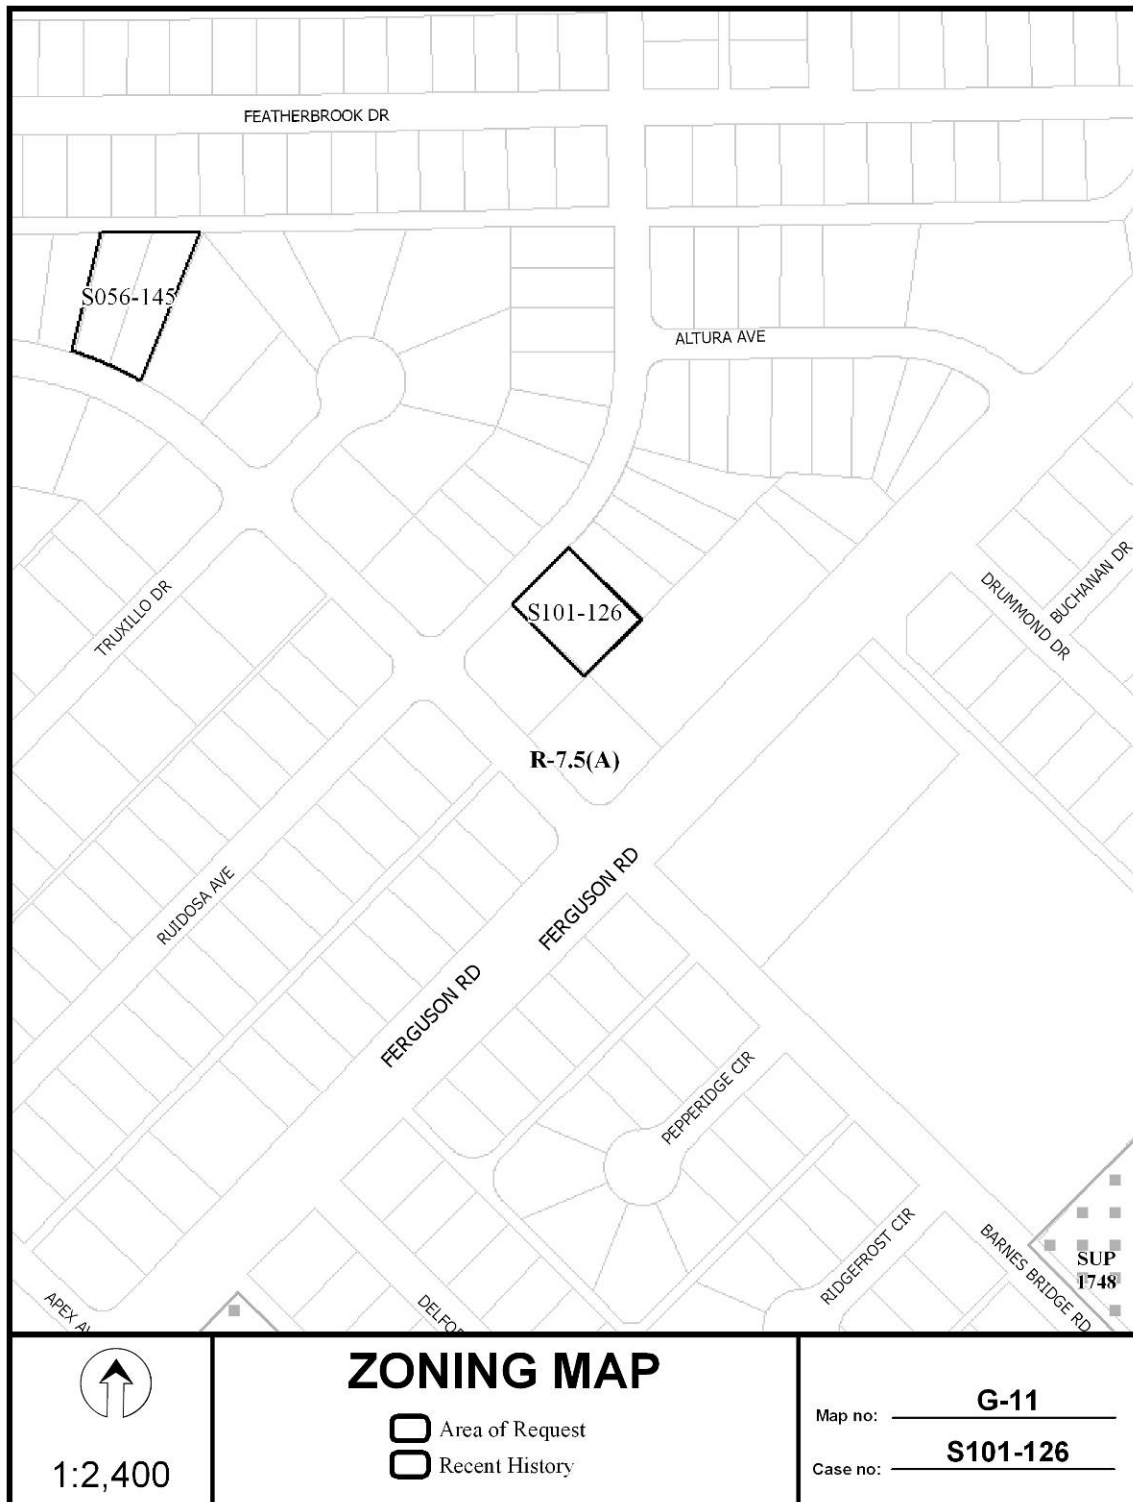 FEATHERBROOK DR
S056-145
ALTURA AVE
TRUXILLO DR
S101-126
DRUMMOND DR
BUCHANAN DR
R-7.5(A)
RUIDOSA AVE
FERGUSON RD
FERGUSON RD
PEPPERIDGE CIR
RIDGEFROST CIR
BARNES BRIDGE RD
SUP
1748
APEX
ZONING MAP
Area of Request
Recent History
1:2,400
Map no: G-11
Case no: S101-126